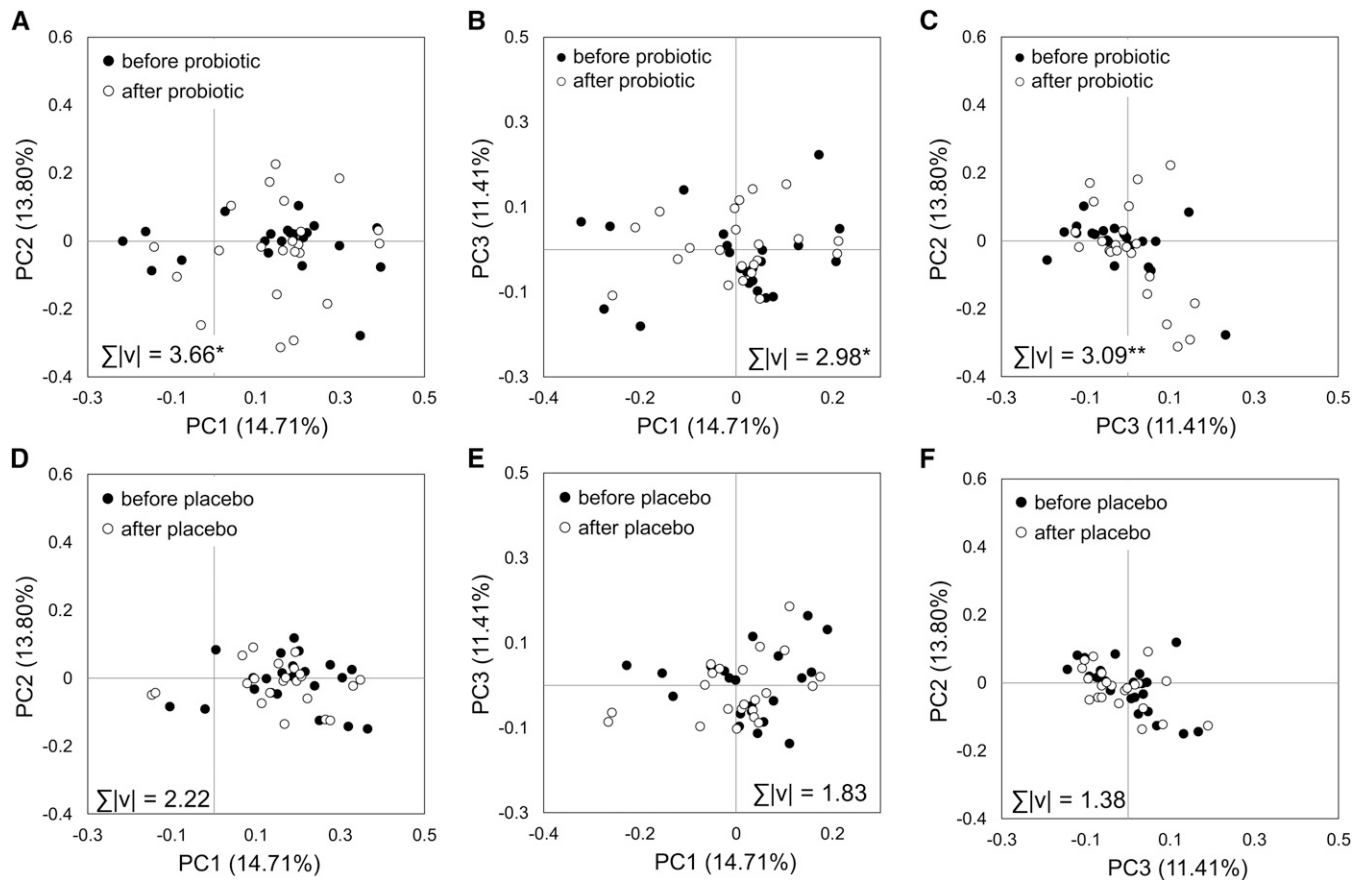 A
0.6
0.4
0.2
0
-0.2
-0.4
PC2 (13.80%)
before probiotic
after probiotic
∑|v| = 3.66*
-0.3 -0.1 0.1 0.3 0.5
PC1 (14.71%)
B
0.5
0.3
0.1
-0.1
-0.3
PC3 (11.41%)
before probiotic
after probiotic
∑|v| = 2.98*
-0.4 -0.2 0 0.2
PC1 (14.71%)
C
0.6
0.4
0.2
0
-0.2
-0.4
PC2 (13.80%)
before probiotic
after probiotic
∑|v| = 3.09**
-0.3 -0.1 0.1 0.3 0.5
PC3 (11.41%)
D
0.6
0.4
0.2
0
-0.2
-0.4
PC2 (13.80%)
before placebo
after placebo
∑|v| = 2.22
-0.3 -0.1 0.1 0.3 0.5
PC1 (14.71%)
E
0.5
0.3
0.1
-0.1
-0.3
PC3 (11.41%)
before placebo
after placebo
∑|v| = 1.83
-0.4 -0.2 0 0.2
PC1 (14.71%)
F
0.6
0.4
0.2
0
-0.2
-0.4
PC2 (13.80%)
before placebo
after placebo
∑|v| = 1.38
-0.3 -0.1 0.1 0.3 0.5
PC3 (11.41%)